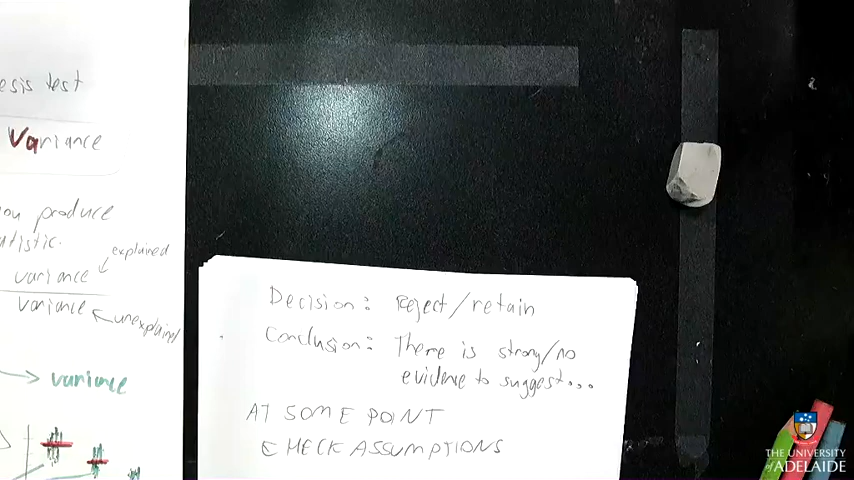 esis test
Variance
you produce
atistic.
explained
variance
variance
unexplained
variance
Decision: reject/retain
Conclusion: There is strong/no
evidence to suggest...
AT SOME POINT
CHECK ASSUMPTIONS
THE UNIVERSITY
of ADELAIDE